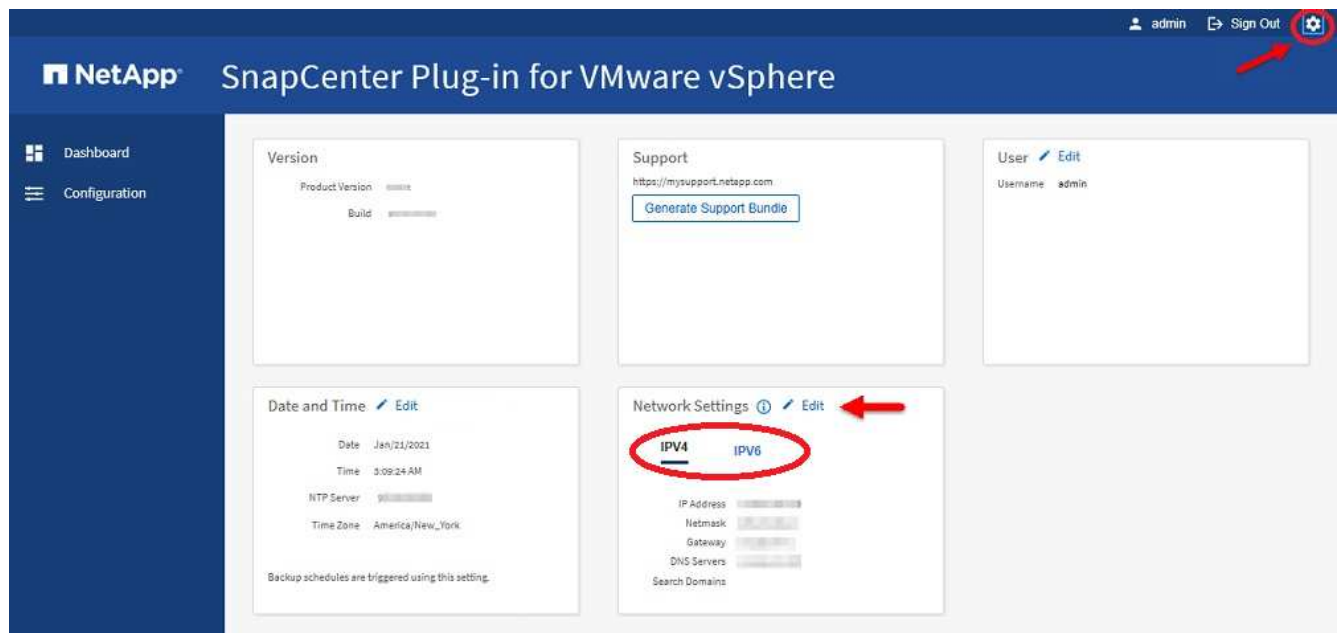 admin Sign Out
NetApp SnapCenter Plug-in for VMware vSphere
Dashboard
Configuration
Version
Product Version
Build
Support
https://mysupport.netapp.com
Generate Support Bundle
User Edit
Username admin
Date and Time Edit
Date Jan/21/2021
Time 3:09:24 AM
NTP Server
Time Zone America/New_York
Backup schedules are triggered using this setting.
Network Settings Edit
IPV4 IPV6
IP Address
Netmask
Gateway
DNS Servers
Search Domains